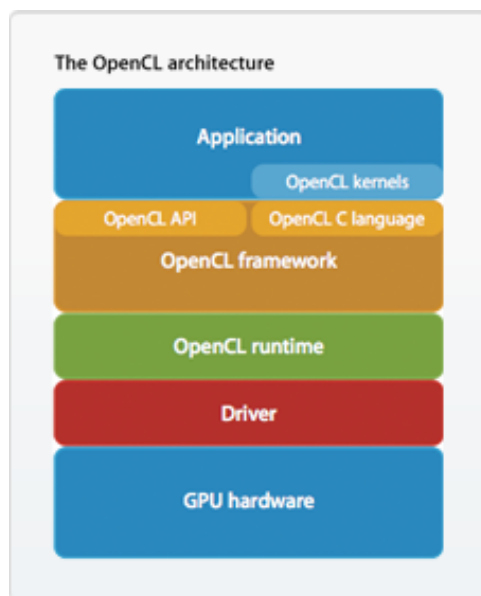 The OpenCL architecture
Application
OpenCL kernels
OpenCL API OpenCL C language
OpenCL framework
OpenCL runtime
Driver
GPU hardware